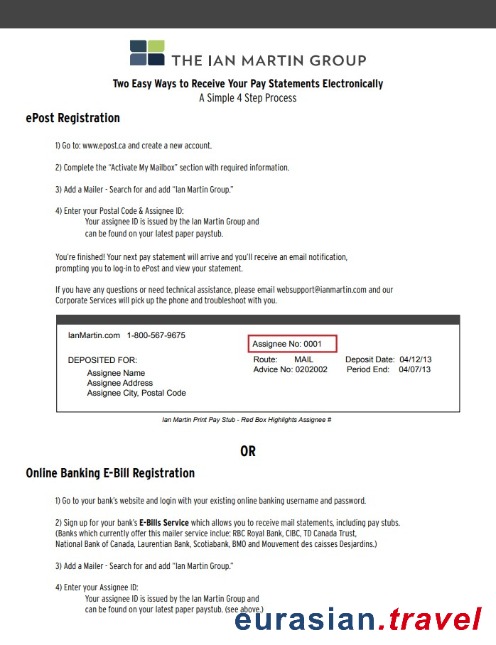 THE IAN MARTIN GROUP
Two Easy Ways to Receive Your Pay Statements Electronically
A Simple 4 Step Process
ePost Registration
1) Go to: www.epost.ca and create a new account.
2) Complete the "Activate My Mailbox" section with required information.
3) Add a Mailer - Search for and add "Ian Martin Group."
4) Enter your Postal Code & Assignee ID:
Your assignee ID is issued by the Ian Martin Group and
can be found on your latest paper paystub.
You're finished! Your next pay statement will arrive and you'll receive an email notification,
prompting you to log-in to ePost and view your statement.
If you have any questions or need technical assistance, please email websupport@ianmartin.com and our
Corporate Services will pick up the phone and troubleshoot with you.
IanMartin.com 1-800-567-9675
Assignee No: 0001
DEPOSITED FOR:
Route: MAIL Deposit Date: 04/12/13
Advice No: 0202002 Period End: 04/07/13
Assignee Name
Assignee Address
Assignee City, Postal Code
Ian Martin Print Pay Stub - Red Box Highlights Assignee #
OR
Online Banking E-Bill Registration
1) Go to your bank's website and login with your existing online banking username and password.
2) Sign up for your bank's E-Bills Service which allows you to receive mail statements, including pay stubs.
(Banks which currently offer this mailer service inclue: RBC Royal Bank, CIBC, TD Canada Trust,
National Bank of Canada, Laurentian Bank, Scotiabank, BMO and Mouvement des caisses Desjardins.)
3) Add a Mailer - Search for and add "Ian Martin Group."
4) Enter your Assignee ID:
Your assignee ID is issued by the Ian Martin Group and
can be found on your latest paper paystub. (see above.)
eurasian.travel